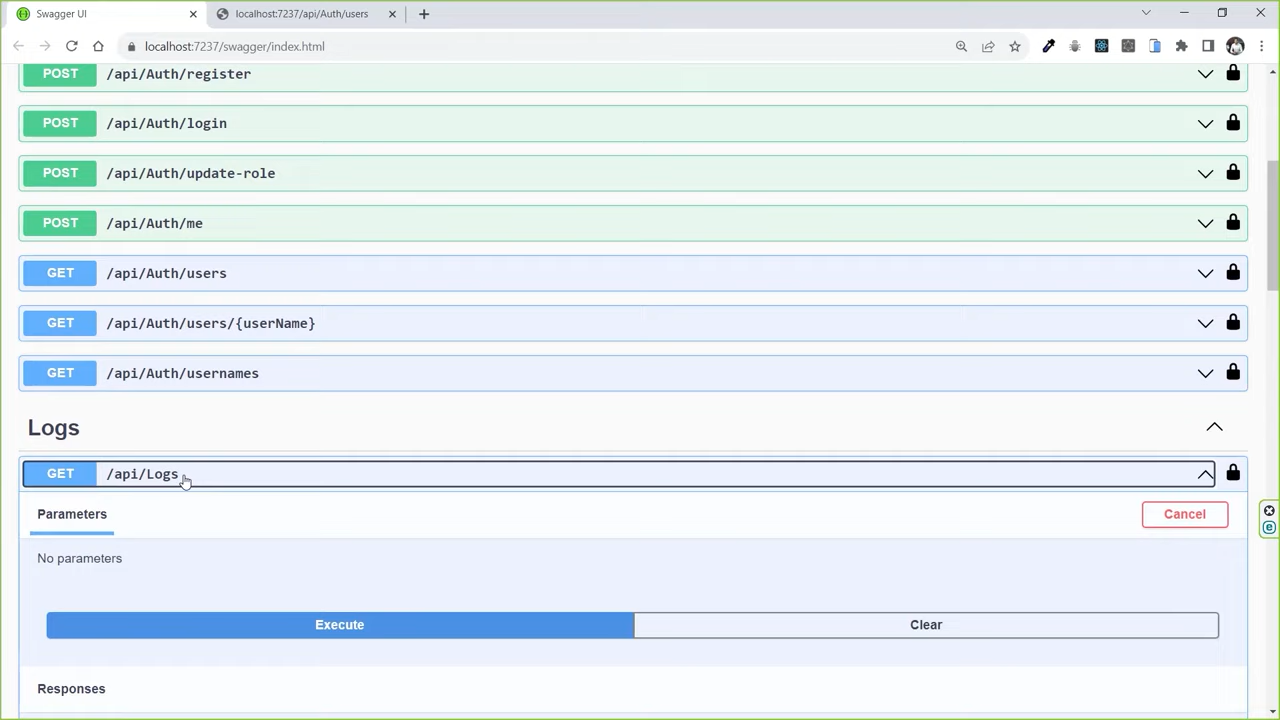 Swagger UI
localhost:7237/api/Auth/users
localhost:7237/swagger/index.html
POST /api/Auth/register
POST /api/Auth/login
POST /api/Auth/update-role
POST /api/Auth/me
GET /api/Auth/users
GET /api/Auth/users/{userName}
GET /api/Auth/usernames
Logs
GET /api/Logs
Parameters
Cancel
No parameters
Execute
Clear
Responses